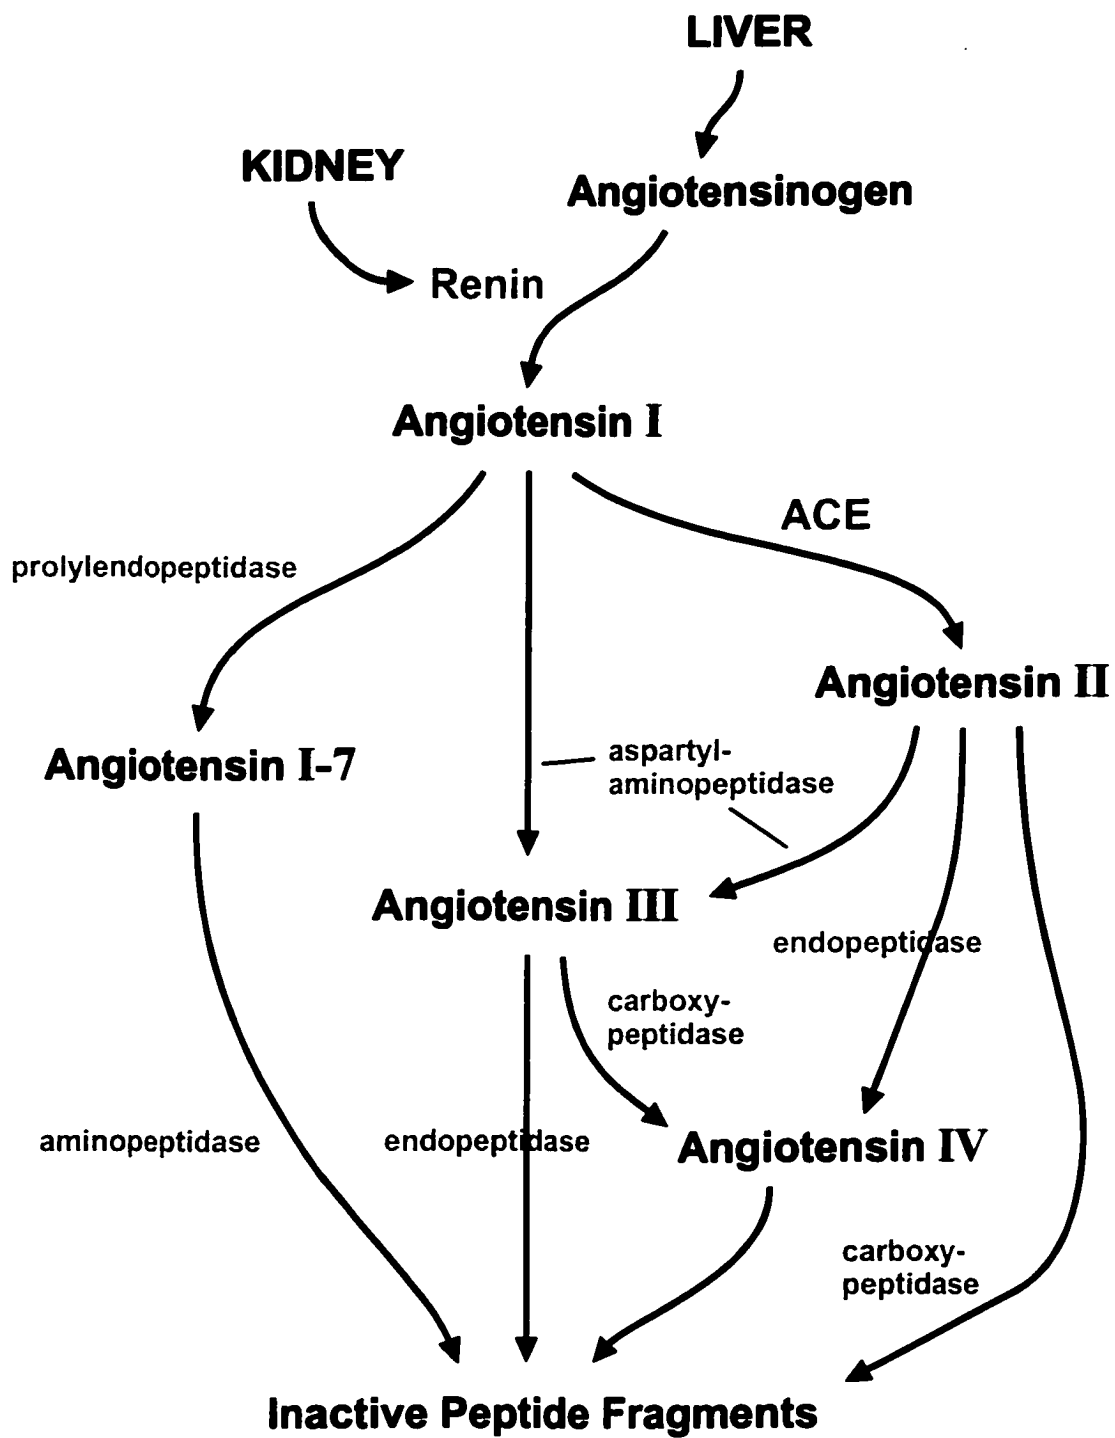 LIVER
KIDNEY
Angiotensinogen
Renin
Angiotensin I
ACE
prolylendopeptidase
Angiotensin II
Angiotensin I-7
aspartyl-
aminopeptidase
Angiotensin III
endopeptidase
carboxy-
peptidase
aminopeptidase
endopeptidase
Angiotensin IV
carboxy-
peptidase
Inactive Peptide Fragments